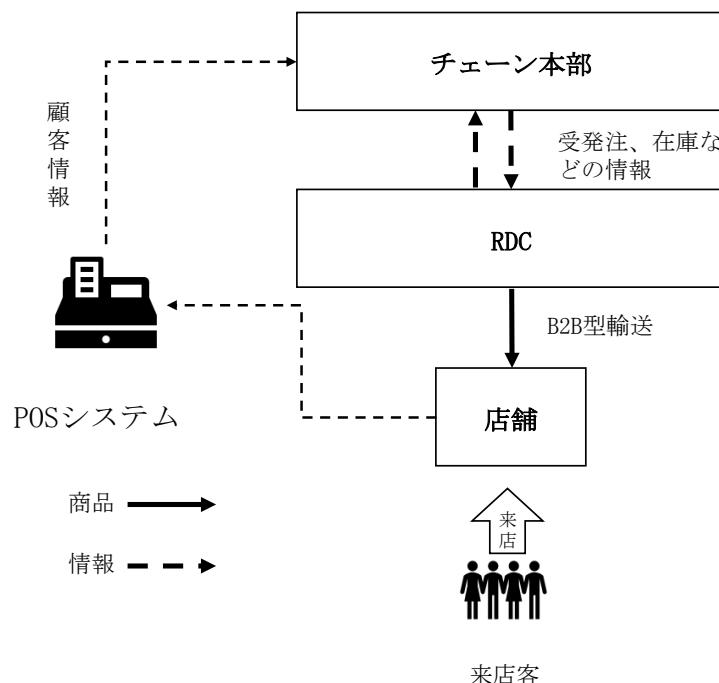 チェーン本部
顧客情報
受発注、在庫な
どの情報
RDC
B2B型輸送
POSシステム
店舗
商品
情報
来店
来店客